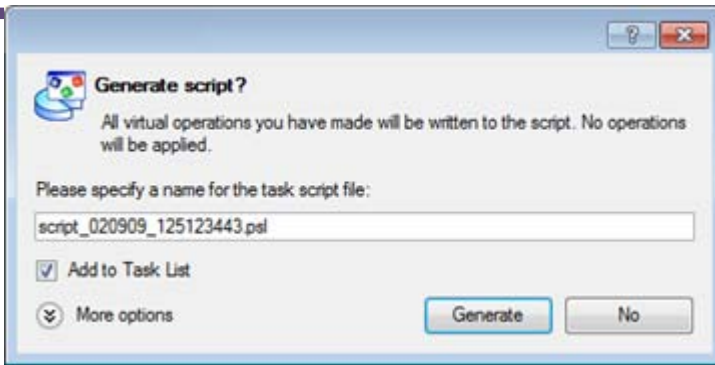 Generate script?
All virtual operations you have made will be written to the script. No operations
will be applied.
Please specify a name for the task script file:
script_020909_125123443.psl
Add to Task List
More options
Generate
No